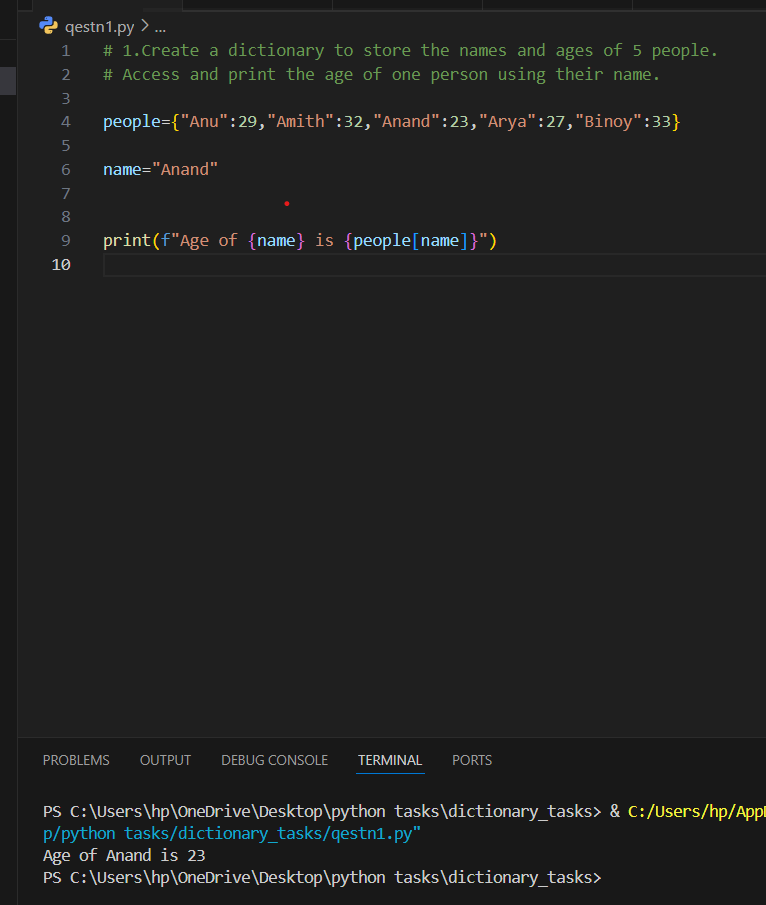 qestn1.py > ...
1 # 1.Create a dictionary to store the names and ages of 5 people.
2 # Access and print the age of one person using their name.
3
4 people={"Anu":29,"Amith":32,"Anand":23,"Arya":27,"Binoy":33}
5
6 name="Anand"
7
8
9 print(f"Age of {name} is {people[name]}")
10
PROBLEMS OUTPUT DEBUG CONSOLE TERMINAL PORTS
PS C:\Users\hp\OneDrive\Desktop\python tasks\dictionary_tasks> & C:/Users/hp/App
p/python tasks/dictionary_tasks/qestn1.py"
Age of Anand is 23
PS C:\Users\hp\OneDrive\Desktop\python tasks\dictionary_tasks>